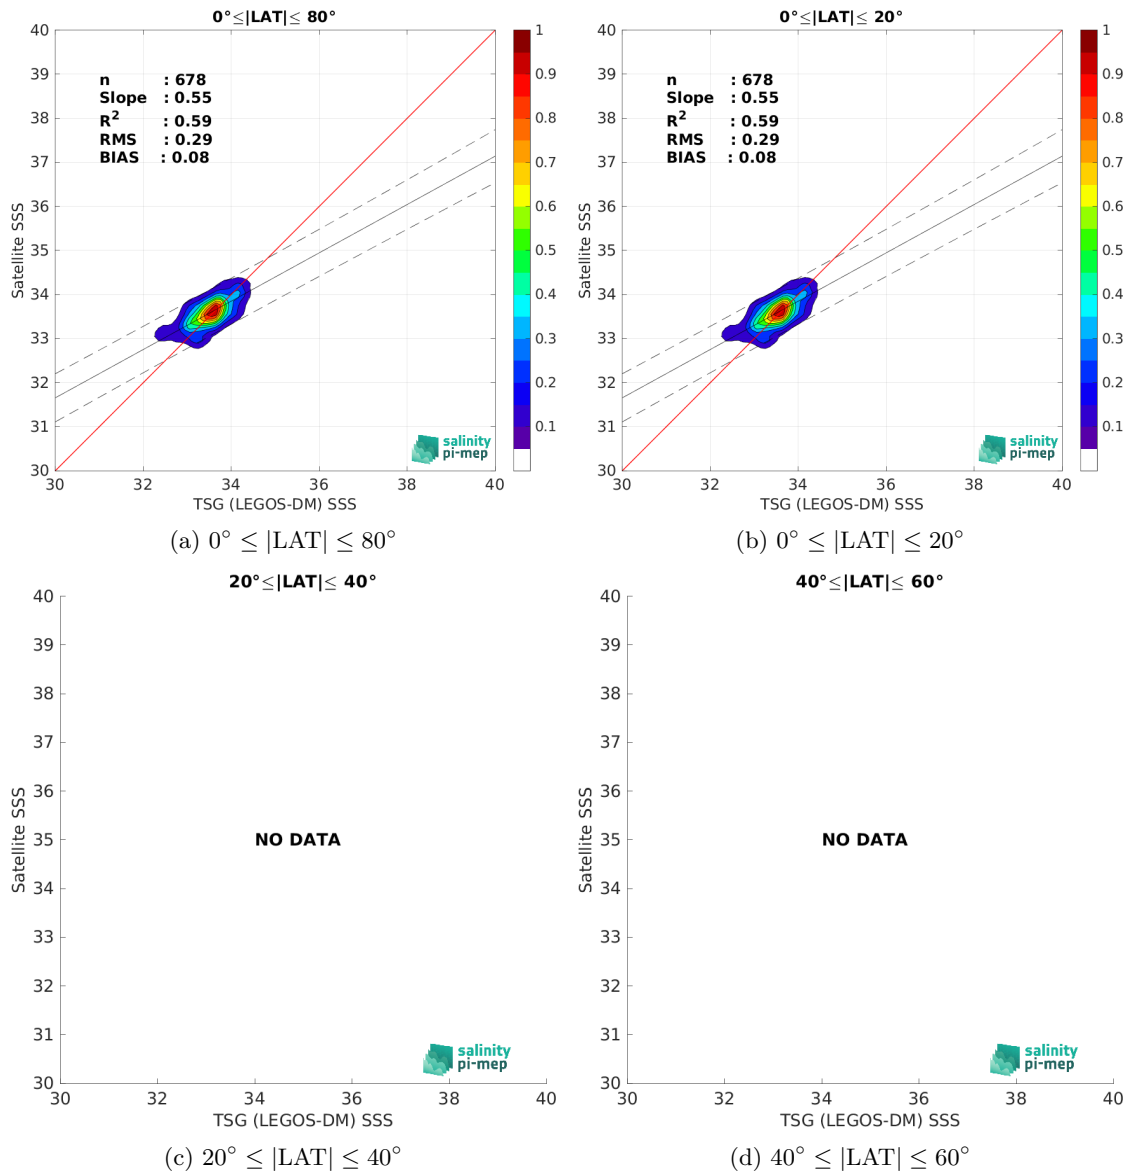 0°≤|LAT|≤ 80°
40
39
38
37
36
35
34
33
32
31
30
Satellite SSS
n : 678
Slope : 0.55
R² : 0.59
RMS : 0.29
BIAS : 0.08
salinity
pi-mep
30 32 34 36 38 40
TSG (LEGOS-DM) SSS
1
0.9
0.8
0.7
0.6
0.5
0.4
0.3
0.2
0.1
(a) 0° ≤ |LAT| ≤ 80°
0°≤|LAT|≤ 20°
40
39
38
37
36
35
34
33
32
31
30
Satellite SSS
n : 678
Slope : 0.55
R² : 0.59
RMS : 0.29
BIAS : 0.08
salinity
pi-mep
30 32 34 36 38 40
TSG (LEGOS-DM) SSS
1
0.9
0.8
0.7
0.6
0.5
0.4
0.3
0.2
0.1
(b) 0° ≤ |LAT| ≤ 20°
20°≤|LAT|≤ 40°
40
39
38
37
36
35
34
33
32
31
30
Satellite SSS
NO DATA
salinity
pi-mep
30 32 34 36 38 40
TSG (LEGOS-DM) SSS
(c) 20° ≤ |LAT| ≤ 40°
40°≤|LAT|≤ 60°
40
39
38
37
36
35
34
33
32
31
30
Satellite SSS
NO DATA
salinity
pi-mep
30 32 34 36 38 40
TSG (LEGOS-DM) SSS
(d) 40° ≤ |LAT| ≤ 60°